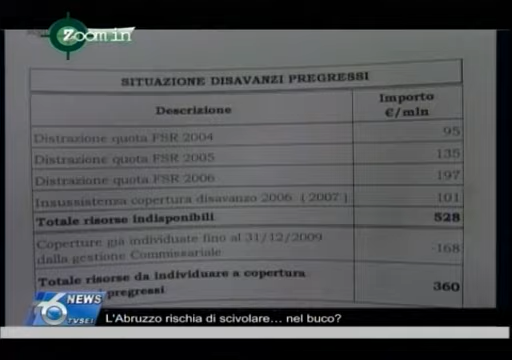 Zoom in
SITUAZIONE DISAVANZI PREGRESSI
Descrizione
Importo
€/mln
Distrazione quota FSR 2004 95
Distrazione quota FSR 2005 135
Distrazione quota FSR 2006 197
Insussistenza copertura disavanzo 2006 (2007) 101
Totale risorse indisponibili 528
Coperture già individuate fino al 31/12/2009
dalla gestione Commissariale -168
Totale risorse da individuare a copertura
pregressi 360
6 NEWS
TVSEI
L'Abruzzo rischia di scivolare... nel buco?